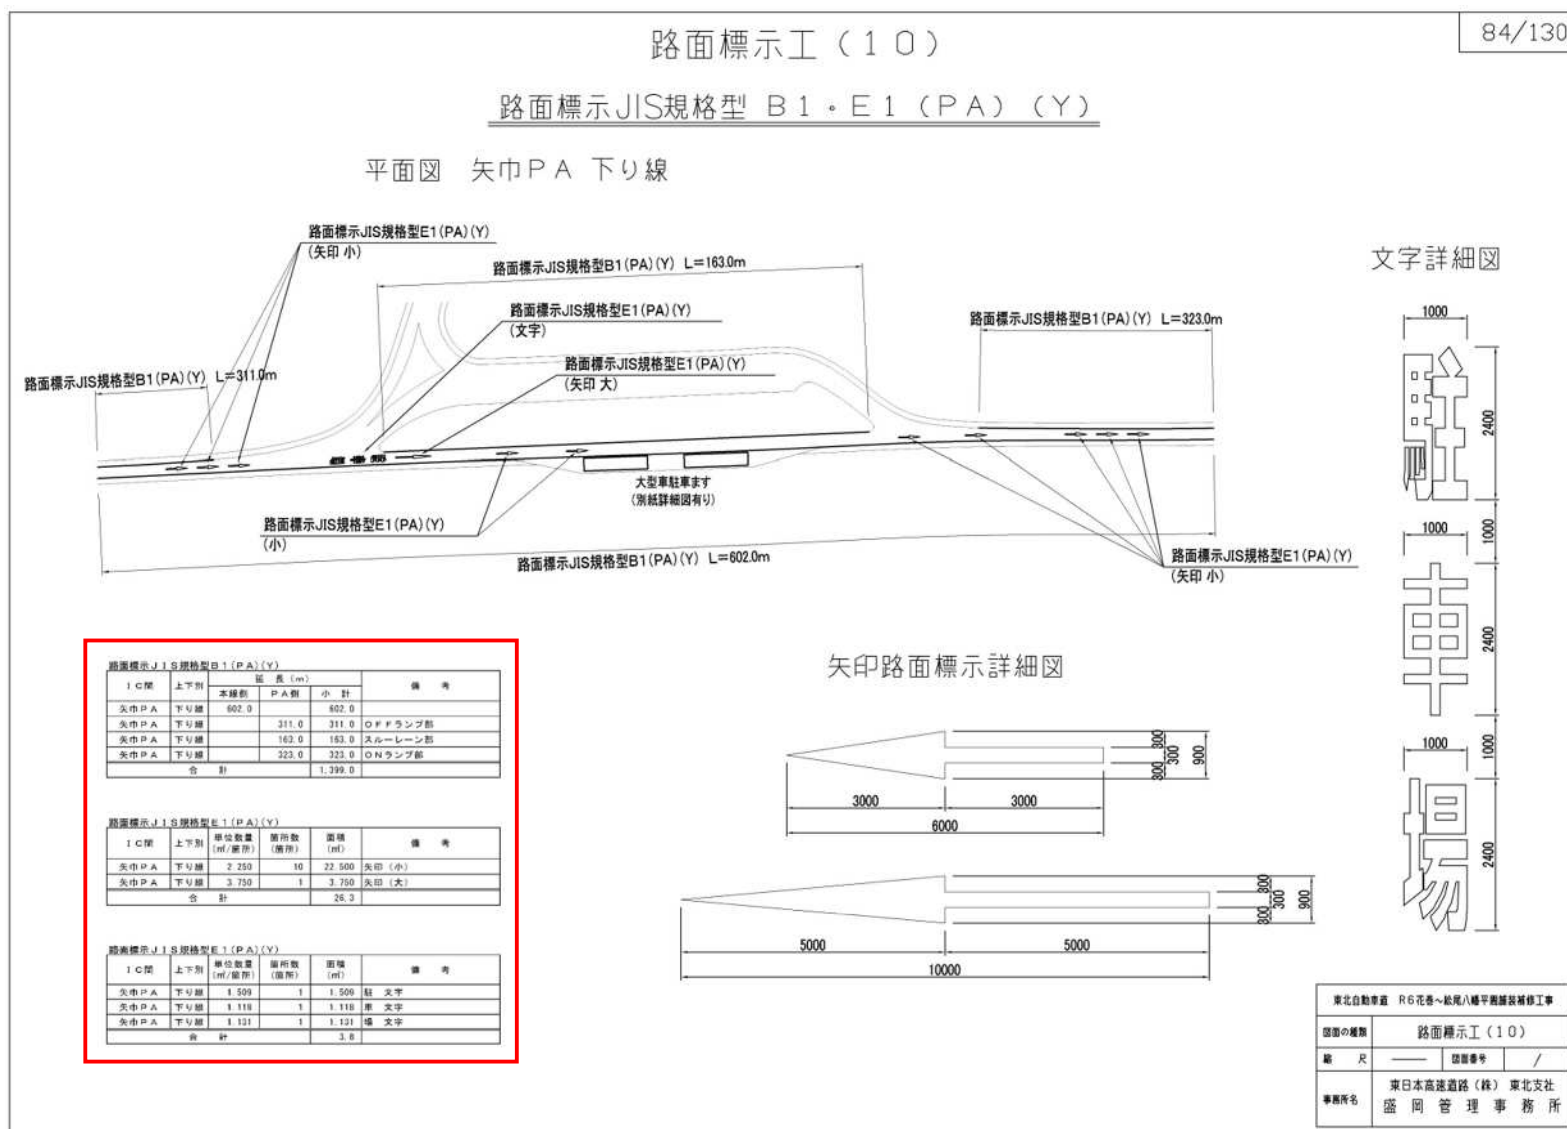 84/130
路面標示工（１０）
路面標示JIS規格型 Ｂ１・Ｅ１（ＰＡ）（Ｙ）
平面図 矢巾ＰＡ 下り線
路面標示JIS規格型E1(PA)(Y)
(矢印 小)
路面標示JIS規格型B1(PA)(Y) L=163.0m
文字詳細図
路面標示JIS規格型E1(PA)(Y)
(文字)
路面標示JIS規格型B1(PA)(Y) L=323.0m
路面標示JIS規格型E1(PA)(Y)
(矢印 大)
路面標示JIS規格型B1(PA)(Y) L=311.0m
大型車駐車ます
(別紙詳細図有り)
路面標示JIS規格型E1(PA)(Y)
(小)
路面標示JIS規格型B1(PA)(Y) L=602.0m
路面標示JIS規格型E1(PA)(Y)
(矢印 小)
1000
駐
2400
1000
1000
車
2400
1000
1000
場
2400
路面標示ＪＩＳ規格型Ｂ１(ＰＡ)(Ｙ)
ＩＣ間 上下別 延 長 (m) 備 考
本線側 ＰＡ側 小 計
矢巾ＰＡ 下り線 602.0 602.0
矢巾ＰＡ 下り線 311.0 311.0 ＯＦＦランプ部
矢巾ＰＡ 下り線 163.0 163.0 スルーレーン部
矢巾ＰＡ 下り線 323.0 323.0 ＯＮランプ部
合 計 1,399.0
路面標示ＪＩＳ規格型Ｅ１(ＰＡ)(Ｙ)
ＩＣ間 上下別 単位数量 箇所数 面積 備 考
(㎡/箇所) (箇所) (㎡)
矢巾ＰＡ 下り線 2.250 10 22.500 矢印（小）
矢巾ＰＡ 下り線 3.750 1 3.750 矢印（大）
合 計 26.3
路面標示ＪＩＳ規格型Ｅ１(ＰＡ)(Ｙ)
ＩＣ間 上下別 単位数量 箇所数 面積 備 考
(㎡/箇所) (箇所) (㎡)
矢巾ＰＡ 下り線 1.509 1 1.509 駐 文字
矢巾ＰＡ 下り線 1.118 1 1.118 車 文字
矢巾ＰＡ 下り線 1.131 1 1.131 場 文字
合 計 3.8
矢印路面標示詳細図
300
300
300
900
3000 3000
6000
300
300
300
900
5000 5000
10000
東北自動車道 R6花巻～松尾八幡平間舗装補修工事
図面の種類 路面標示工（１０）
縮 尺 図面番号 /
事務所名 東日本高速道路（株） 東北支社
盛 岡 管 理 事 務 所